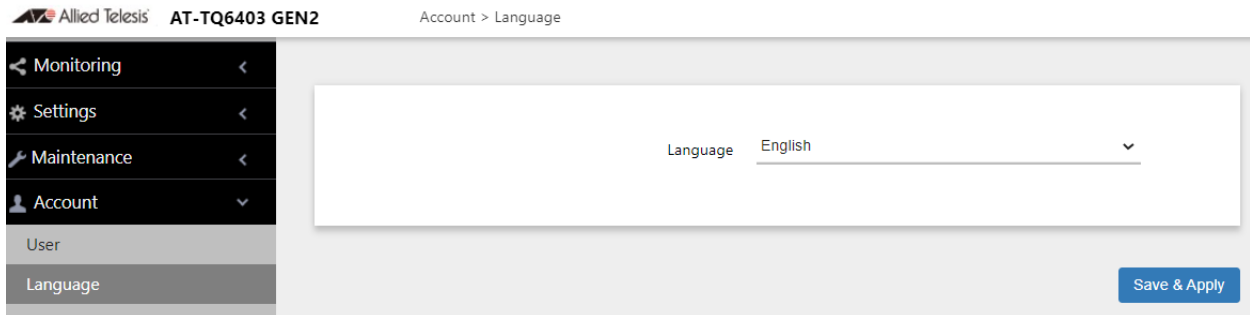 Allied Telesis AT-TQ6403 GEN2 Account > Language
Monitoring
Settings
Maintenance
Account
User
Language
Language English
Save & Apply